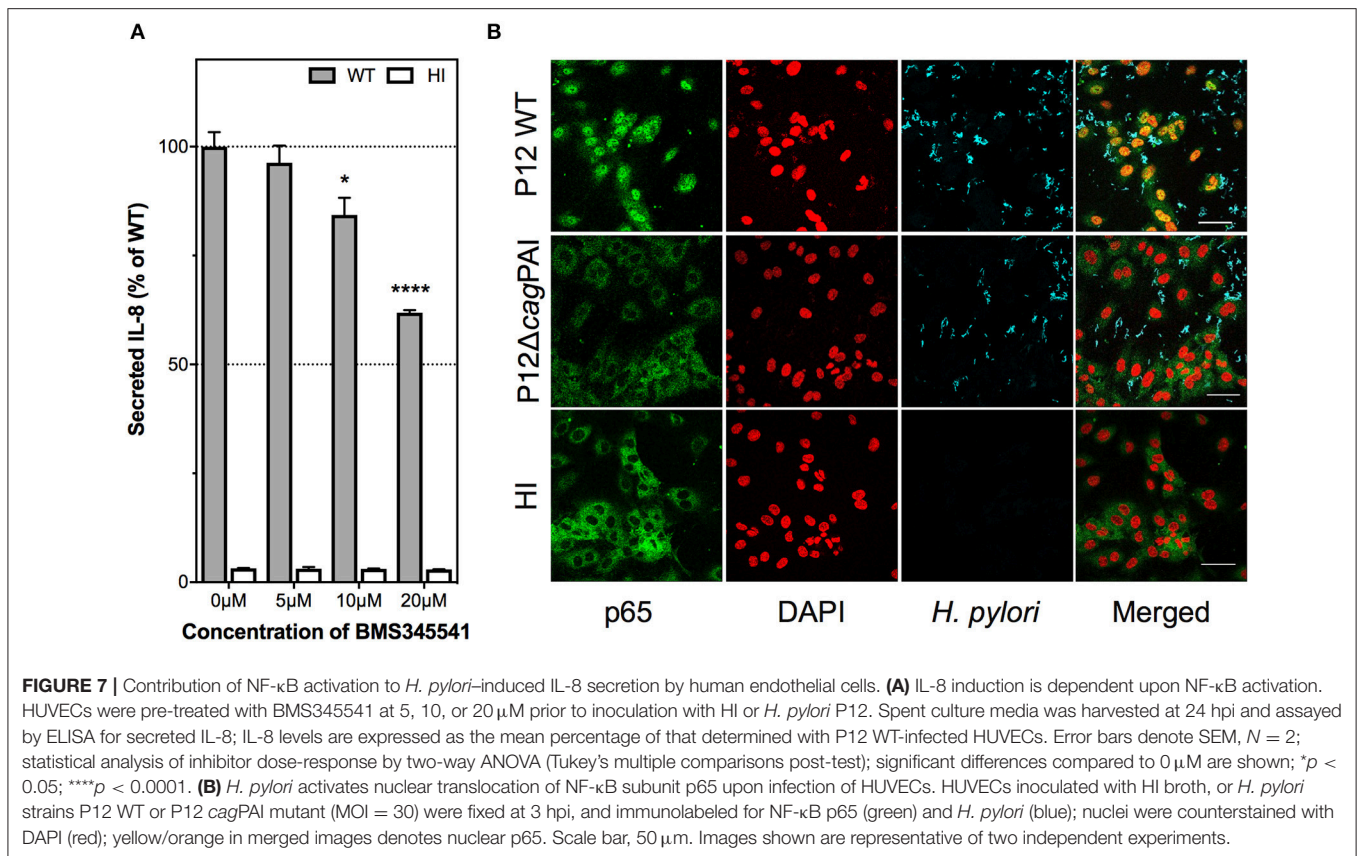 A
WT HI
Secreted IL-8 (% of WT)
100
50
0
*
****
0µM 5µM 10µM 20µM
Concentration of BMS345541
B
P12 WT
P12ΔcagPAI
HI
p65 DAPI H. pylori Merged
FIGURE 7 | Contribution of NF-κB activation to H. pylori–induced IL-8 secretion by human endothelial cells. (A) IL-8 induction is dependent upon NF-κB activation.
HUVECs were pre-treated with BMS345541 at 5, 10, or 20 µM prior to inoculation with HI or H. pylori P12. Spent culture media was harvested at 24 hpi and assayed
by ELISA for secreted IL-8; IL-8 levels are expressed as the mean percentage of that determined with P12 WT-infected HUVECs. Error bars denote SEM, N = 2;
statistical analysis of inhibitor dose-response by two-way ANOVA (Tukey's multiple comparisons post-test); significant differences compared to 0 µM are shown; *p <
0.05; ****p < 0.0001. (B) H. pylori activates nuclear translocation of NF-κB subunit p65 upon infection of HUVECs. HUVECs inoculated with HI broth, or H. pylori
strains P12 WT or P12 cagPAI mutant (MOI = 30) were fixed at 3 hpi, and immunolabeled for NF-κB p65 (green) and H. pylori (blue); nuclei were counterstained with
DAPI (red); yellow/orange in merged images denotes nuclear p65. Scale bar, 50 µm. Images shown are representative of two independent experiments.